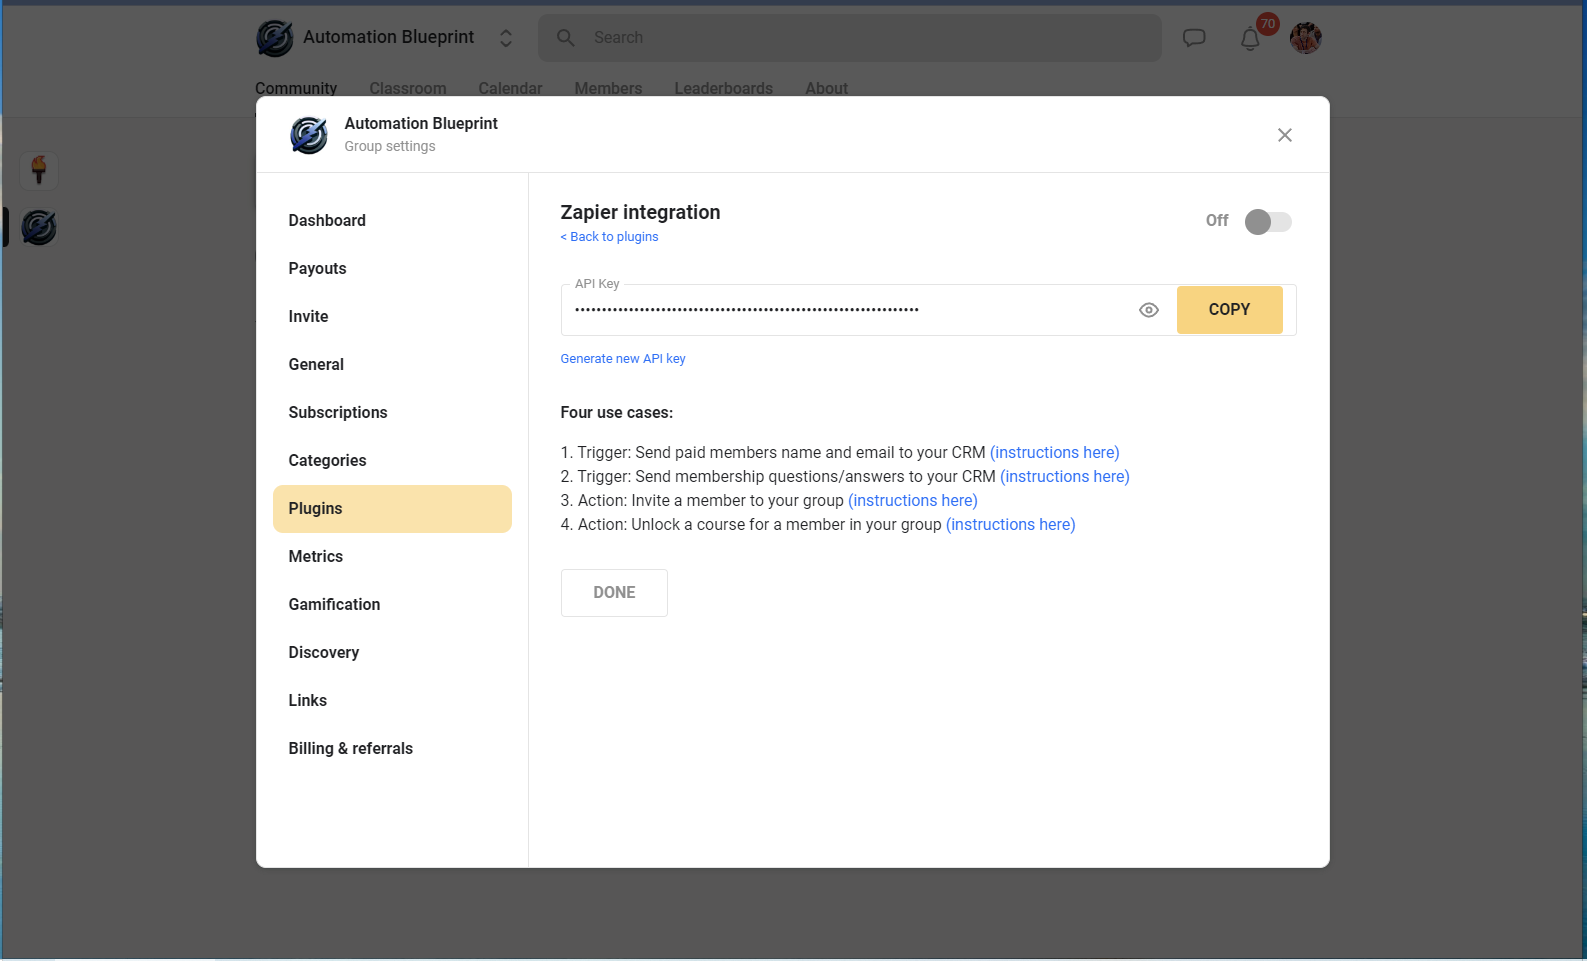 Automation Blueprint
Search
70
Community Classroom Calendar Members Leaderboards About
Automation Blueprint
Group settings
Dashboard
Payouts
Invite
General
Subscriptions
Categories
Plugins
Metrics
Gamification
Discovery
Links
Billing & referrals
Zapier integration
Off
< Back to plugins
API Key
••••••••••••••••••••••••••••••••••••••••••••••••••••••••••••••••
COPY
Generate new API key
Four use cases:
1. Trigger: Send paid members name and email to your CRM (instructions here)
2. Trigger: Send membership questions/answers to your CRM (instructions here)
3. Action: Invite a member to your group (instructions here)
4. Action: Unlock a course for a member in your group (instructions here)
DONE